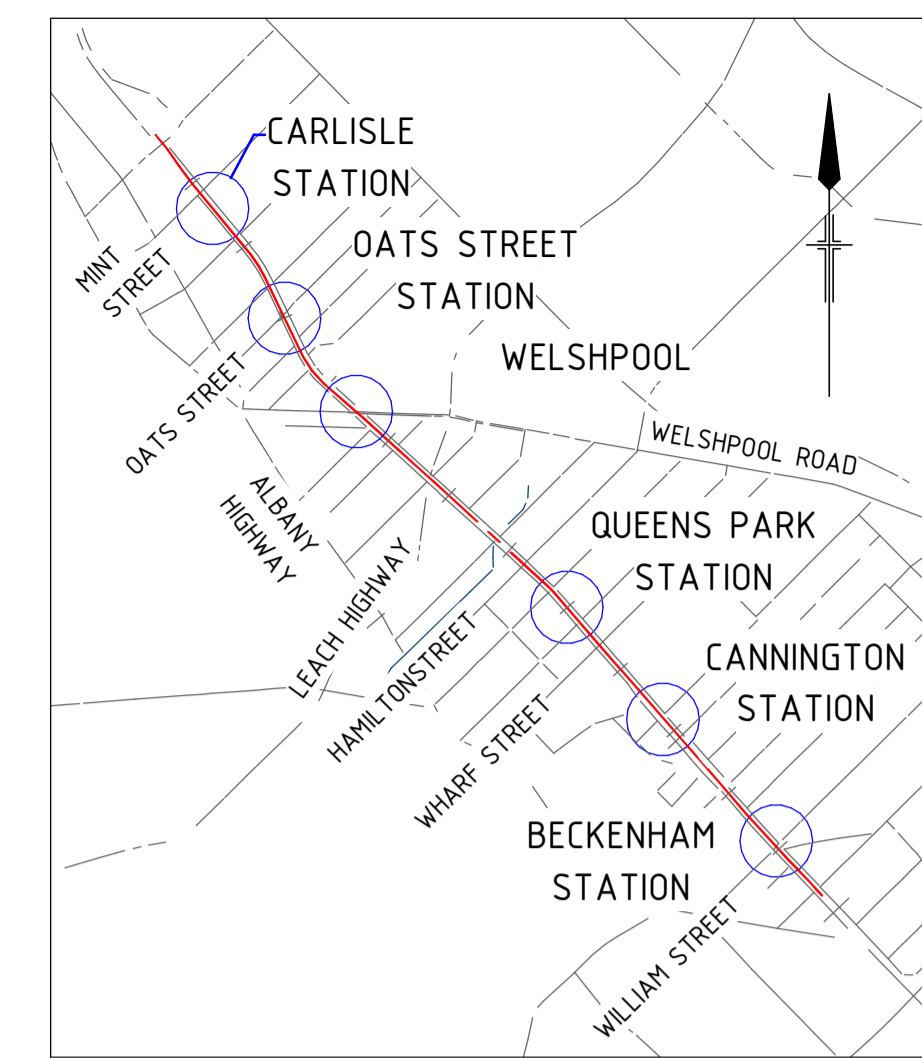 CARLISLE
STATION
OATS STREET
STATION
MINT
STREET
WELSHPOOL
OATS STREET
WELSHPOOL ROAD
ALBANY
HIGHWAY
QUEENS PARK
STATION
LEACH HIGHWAY
HAMILTONSTREET
CANNINGTON
STATION
WHARF STREET
BECKENHAM
STATION
WILLIAM STREET